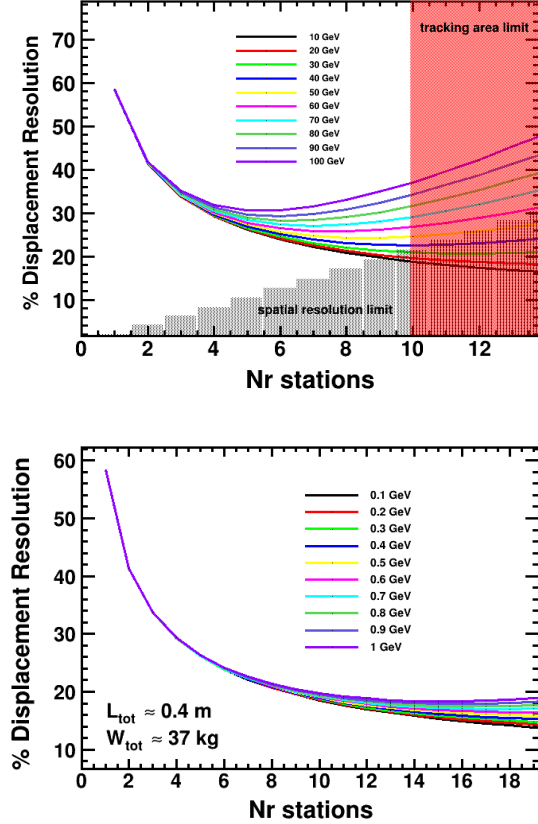 70
60
50
40
30
20
10
0 2 4 6 8 10 12
% Displacement Resolution
Nr stations
tracking area limit
10 GeV
20 GeV
30 GeV
40 GeV
50 GeV
60 GeV
70 GeV
80 GeV
90 GeV
100 GeV
spatial resolution limit
60
50
40
30
20
10
0 2 4 6 8 10 12 14 16 18
% Displacement Resolution
Nr stations
0.1 GeV
0.2 GeV
0.3 GeV
0.4 GeV
0.5 GeV
0.6 GeV
0.7 GeV
0.8 GeV
0.9 GeV
1 GeV
L_tot ≈ 0.4 m
W_tot ≈ 37 kg